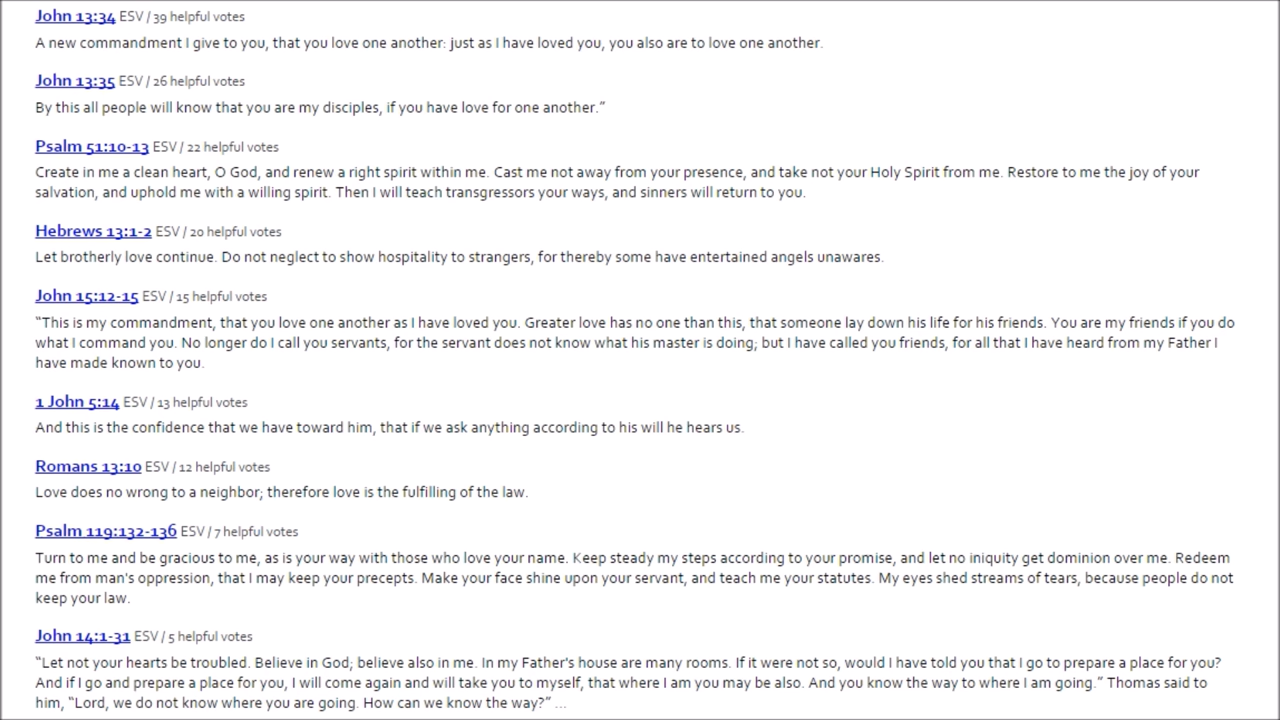 John 13:34 ESV / 39 helpful votes
A new commandment I give to you, that you love one another: just as I have loved you, you also are to love one another.
John 13:35 ESV / 26 helpful votes
By this all people will know that you are my disciples, if you have love for one another.”
Psalm 51:10-13 ESV / 22 helpful votes
Create in me a clean heart, O God, and renew a right spirit within me. Cast me not away from your presence, and take not your Holy Spirit from me. Restore to me the joy of your
salvation, and uphold me with a willing spirit. Then I will teach transgressors your ways, and sinners will return to you.
Hebrews 13:1-2 ESV / 20 helpful votes
Let brotherly love continue. Do not neglect to show hospitality to strangers, for thereby some have entertained angels unawares.
John 15:12-15 ESV / 15 helpful votes
“This is my commandment, that you love one another as I have loved you. Greater love has no one than this, that someone lay down his life for his friends. You are my friends if you do
what I command you. No longer do I call you servants, for the servant does not know what his master is doing; but I have called you friends, for all that I have heard from my Father I
have made known to you.
1 John 5:14 ESV / 13 helpful votes
And this is the confidence that we have toward him, that if we ask anything according to his will he hears us.
Romans 13:10 ESV / 12 helpful votes
Love does no wrong to a neighbor; therefore love is the fulfilling of the law.
Psalm 119:132-136 ESV / 7 helpful votes
Turn to me and be gracious to me, as is your way with those who love your name. Keep steady my steps according to your promise, and let no iniquity get dominion over me. Redeem
me from man's oppression, that I may keep your precepts. Make your face shine upon your servant, and teach me your statutes. My eyes shed streams of tears, because people do not
keep your law.
John 14:1-31 ESV / 5 helpful votes
“Let not your hearts be troubled. Believe in God; believe also in me. In my Father's house are many rooms. If it were not so, would I have told you that I go to prepare a place for you?
And if I go and prepare a place for you, I will come again and will take you to myself, that where I am you may be also. And you know the way to where I am going.” Thomas said to
him, “Lord, we do not know where you are going. How can we know the way?” ...